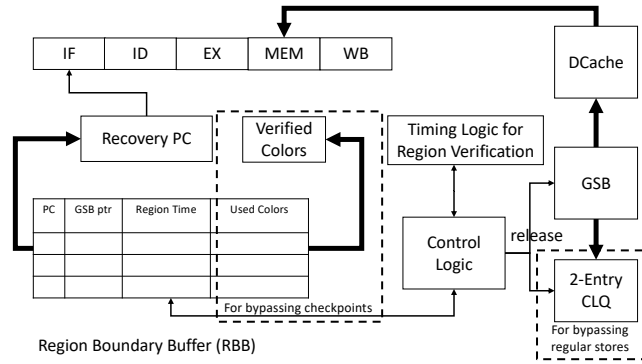 IF ID EX MEM WB
DCache
Recovery PC
Verified
Colors
Timing Logic for
Region Verification
GSB
PC GSB ptr Region Time Used Colors
Control
Logic
release
2-Entry
CLQ
For bypassing checkpoints
For bypassing
regular stores
Region Boundary Buffer (RBB)